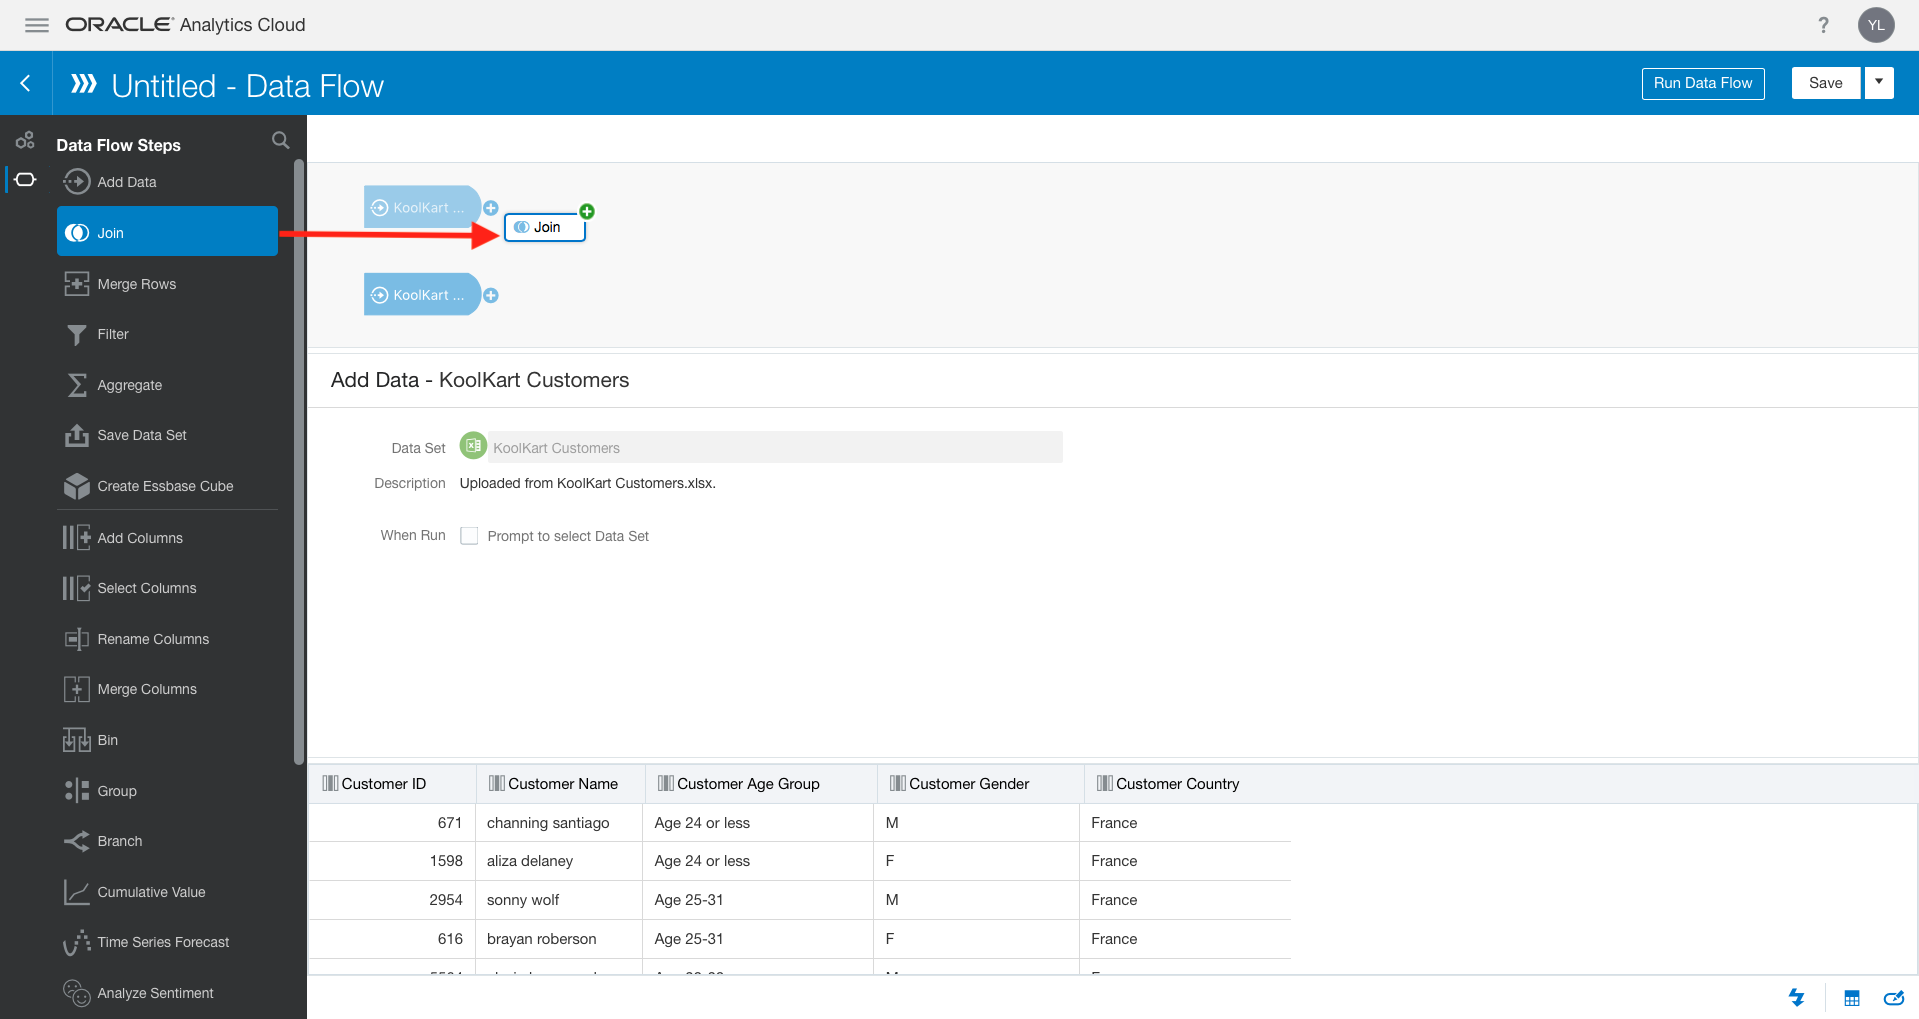 ORACLE Analytics Cloud
? YL
Untitled - Data Flow
Run Data Flow
Save
Data Flow Steps
Add Data
Join
Merge Rows
Filter
Aggregate
Save Data Set
Create Essbase Cube
Add Columns
Select Columns
Rename Columns
Merge Columns
Bin
Group
Branch
Cumulative Value
Time Series Forecast
Analyze Sentiment
KoolKart ...
Join
KoolKart ...
Add Data - KoolKart Customers
Data Set KoolKart Customers
Description Uploaded from KoolKart Customers.xlsx.
When Run Prompt to select Data Set
Customer ID Customer Name Customer Age Group Customer Gender Customer Country
671 channing santiago Age 24 or less M France
1598 aliza delaney Age 24 or less F France
2954 sonny wolf Age 25-31 M France
616 brayan roberson Age 25-31 F France